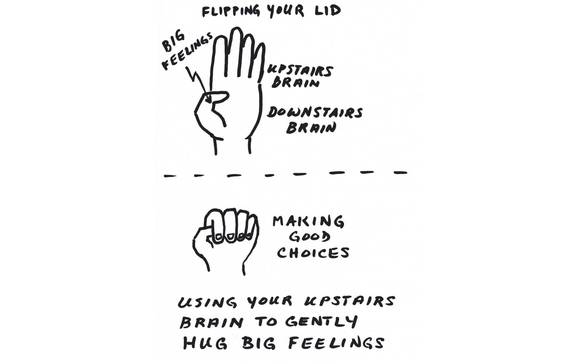 FLIPPING YOUR LID
BIG
FEELINGS
UPSTAIRS
BRAIN
DOWNSTAIRS
BRAIN
MAKING
GOOD
CHOICES
USING YOUR UPSTAIRS
BRAIN TO GENTLY
HUG BIG FEELINGS